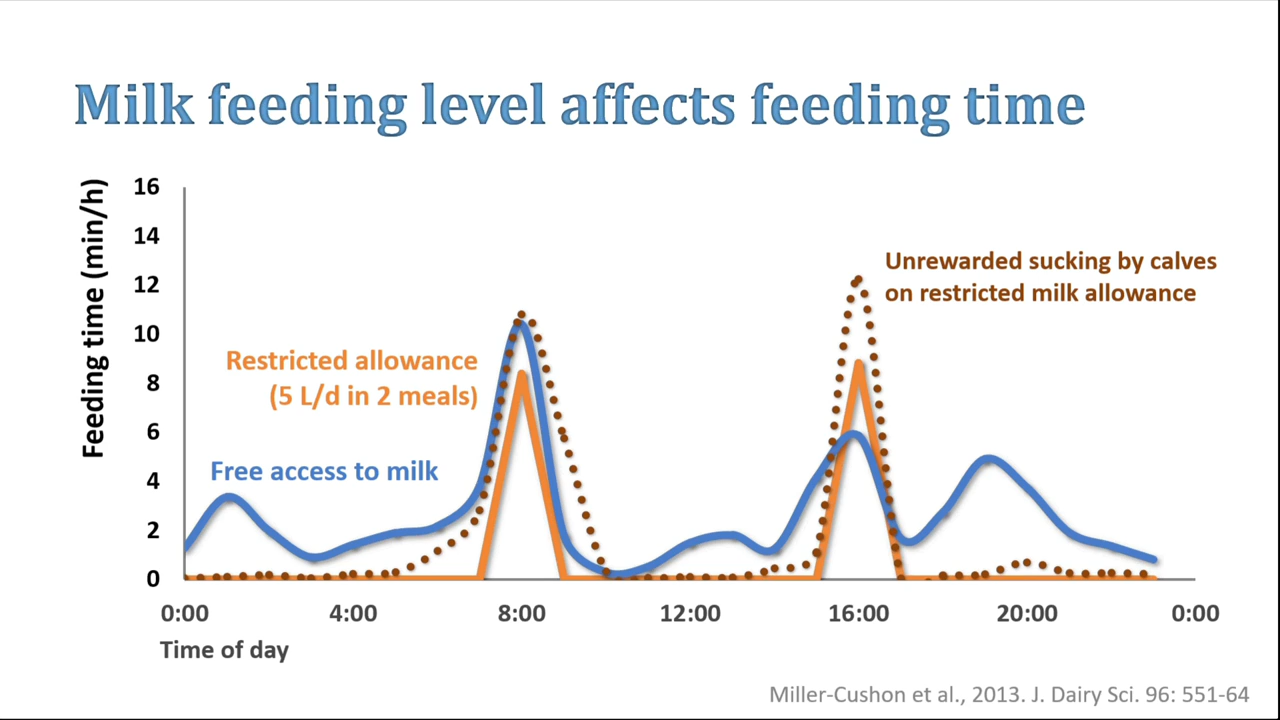 Milk feeding level affects feeding time
Feeding time (min/h)
16
14
12
10
8
6
4
2
0
Unrewarded sucking by calves
on restricted milk allowance
Restricted allowance
(5 L/d in 2 meals)
Free access to milk
0:00 4:00 8:00 12:00 16:00 20:00 0:00
Time of day
Miller-Cushon et al., 2013. J. Dairy Sci. 96: 551-64